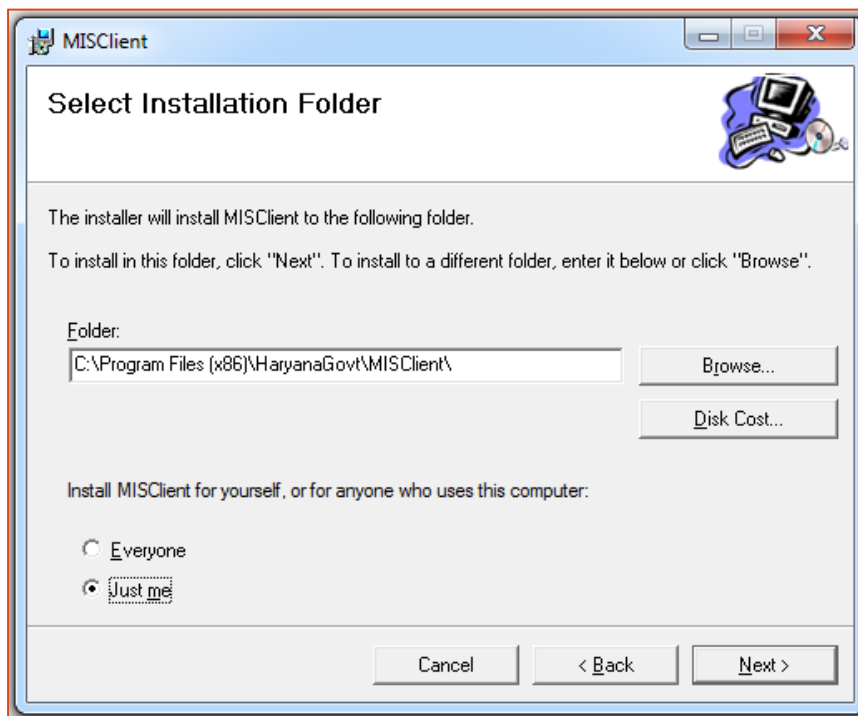 MISClient
Select Installation Folder
The installer will install MISClient to the following folder.
To install in this folder, click "Next". To install to a different folder, enter it below or click "Browse".
Folder:
C:\Program Files (x86)\HaryanaGovt\MISClient\
Browse...
Disk Cost...
Install MISClient for yourself, or for anyone who uses this computer:
Everyone
Just me
Cancel < Back Next >